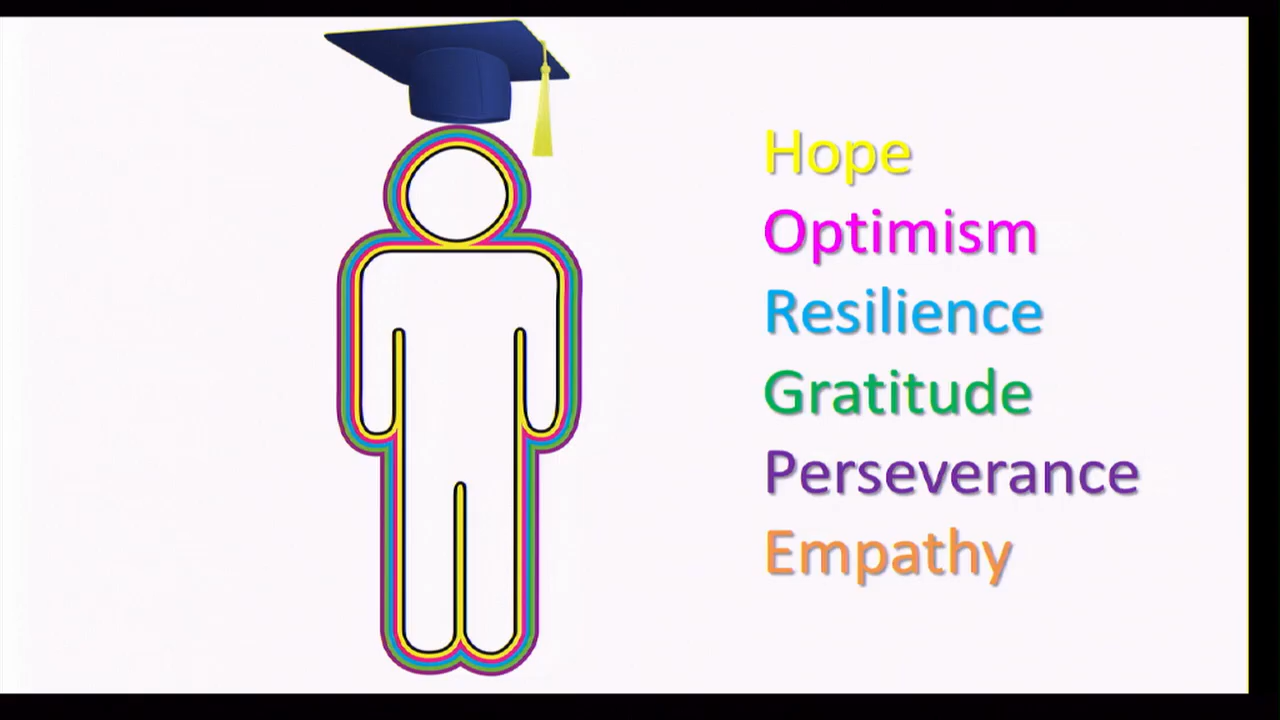 Hope
Optimism
Resilience
Gratitude
Perseverance
Empathy